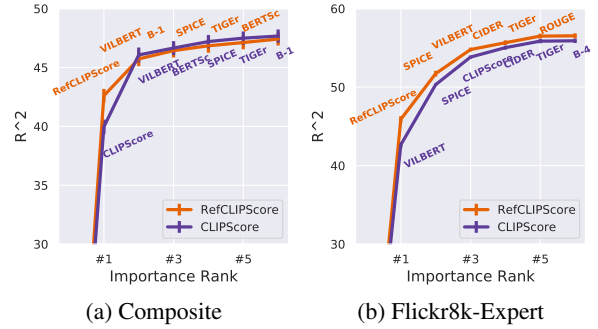 50
45
40
35
30
R^2
RefCLIPScore
VILBERT
B-1
SPICE
TIGEr
BERTSc
CLIPScore
VILBERT
BERTSc
SPICE
TIGEr
B-1
RefCLIPScore
CLIPScore
#1
#3
#5
Importance Rank
(a) Composite
60
50
40
30
R^2
RefCLIPScore
SPICE
VILBERT
CIDER
TIGEr
ROUGE
VILBERT
SPICE
CLIPScore
CIDER
TIGEr
B-4
RefCLIPScore
CLIPScore
#1
#3
#5
Importance Rank
(b) Flickr8k-Expert